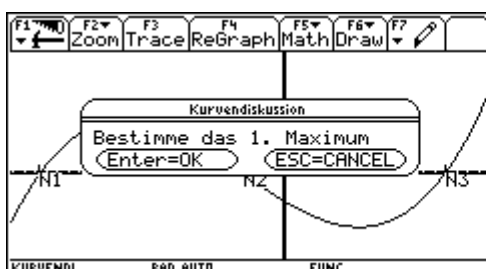 F1 F2 F3 F4 F5 F6 F7
Zoom Trace ReGraph Math Draw
Kurvendiskussion
Bestimme das 1. Maximum
Enter=OK ESC=CANCEL
N1 N2 N3
KURVENDI RAD AUTO FUNC